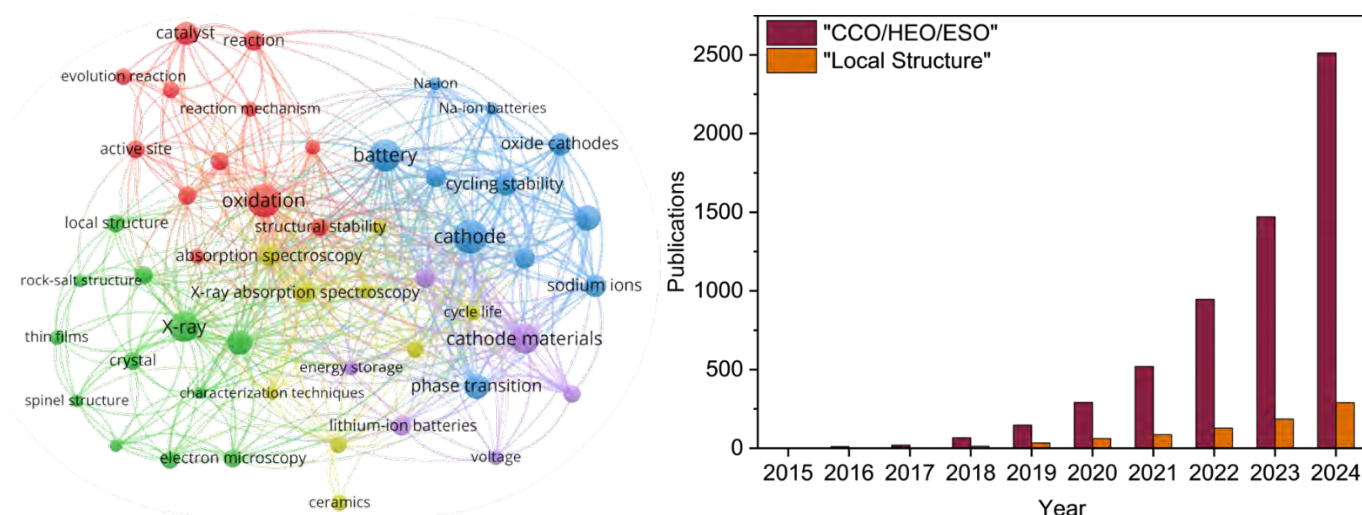 catalyst
reaction
evolution reaction
reaction mechanism
active site
oxidation
local structure
structural stability
absorption spectroscopy
rock-salt structure
X-ray absorption spectroscopy
X-ray
thin films
crystal
energy storage
characterization techniques
spinel structure
lithium-ion batteries
electron microscopy
voltage
ceramics
Na-ion
Na-ion batteries
oxide cathodes
battery
cycling stability
cathode
sodium ions
cycle life
cathode materials
phase transition
"CCO/HEO/ESO"
"Local Structure"
Publications
2500
2000
1500
1000
500
0
2015 2016 2017 2018 2019 2020 2021 2022 2023 2024
Year